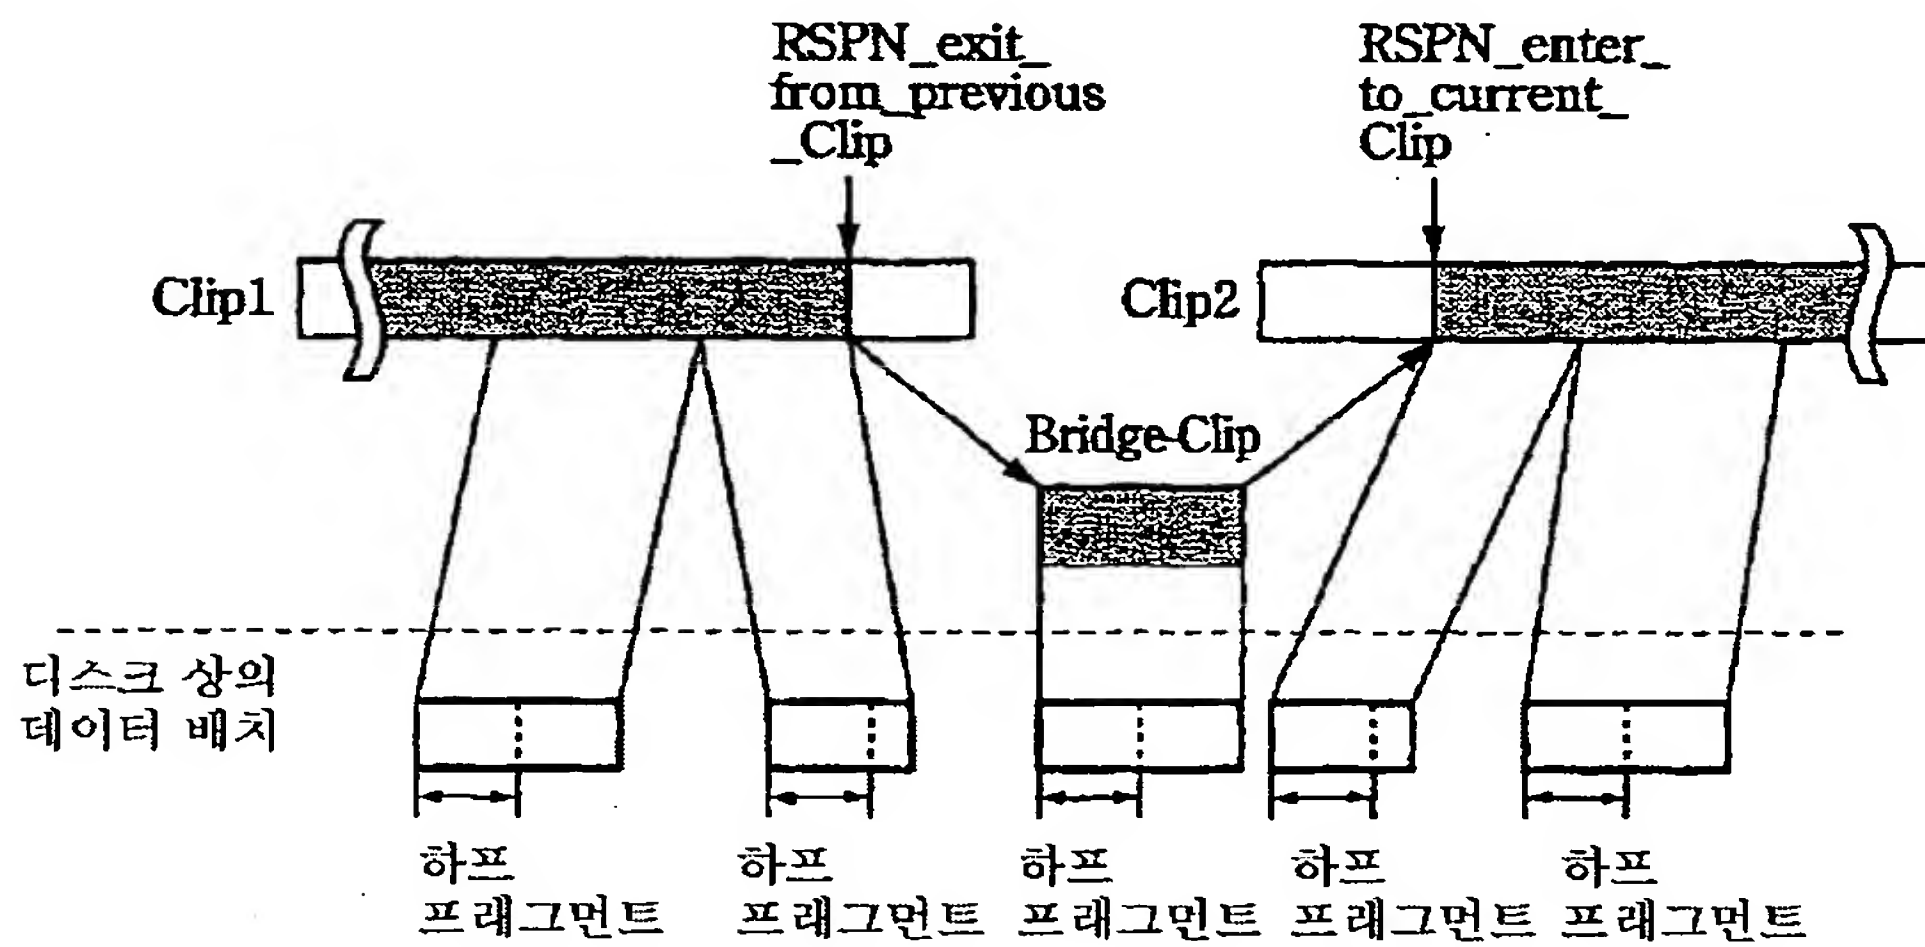 RSPN_exit_
from_previous
_Clip
RSPN_enter_
to_current_
Clip
Clip1
Clip2
Bridge-Clip
디스크 상의
데이터 배치
하프
프래그먼트
하프
프래그먼트
하프
프래그먼트
하프
프래그먼트
하프
프래그먼트